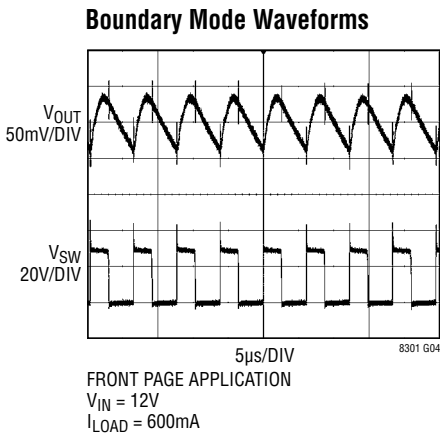 Boundary Mode Waveforms
VOUT
50mV/DIV
VSW
20V/DIV
5µs/DIV
8301 G04
FRONT PAGE APPLICATION
VIN = 12V
ILOAD = 600mA